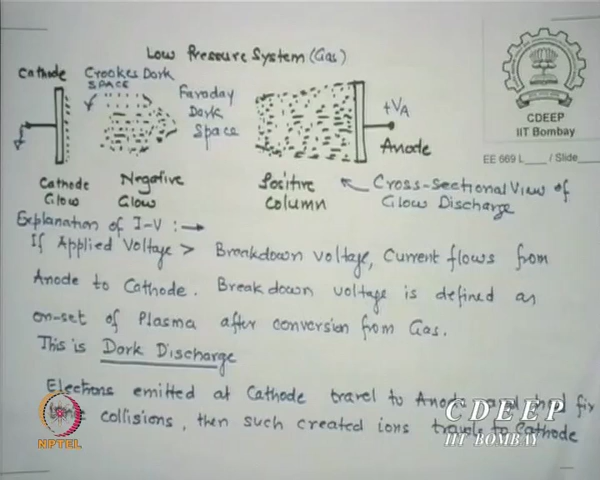 Low Pressure System (Gas)
Cathode
Crookes Dark
SPACE
Faraday
Dark
Space
+VA
Anode
CDEEP
IIT Bombay
EE 669 L____ / Slide____
Cathode
Glow
Negative
Glow
Positive
Column
Cross-Sectional View of
Glow Discharge
Explanation of I-V :→
If Applied Voltage > Breakdown voltage, Current flows from
Anode to Cathode. Breakdown voltage is defined as
on-set of Plasma after conversion from Gas.
This is Dark Discharge
Electrons emitted at Cathode travel to Anode
collisions, then such created ions travels to Cathode
NPTEL
CDEEP
IIT BOMBAY